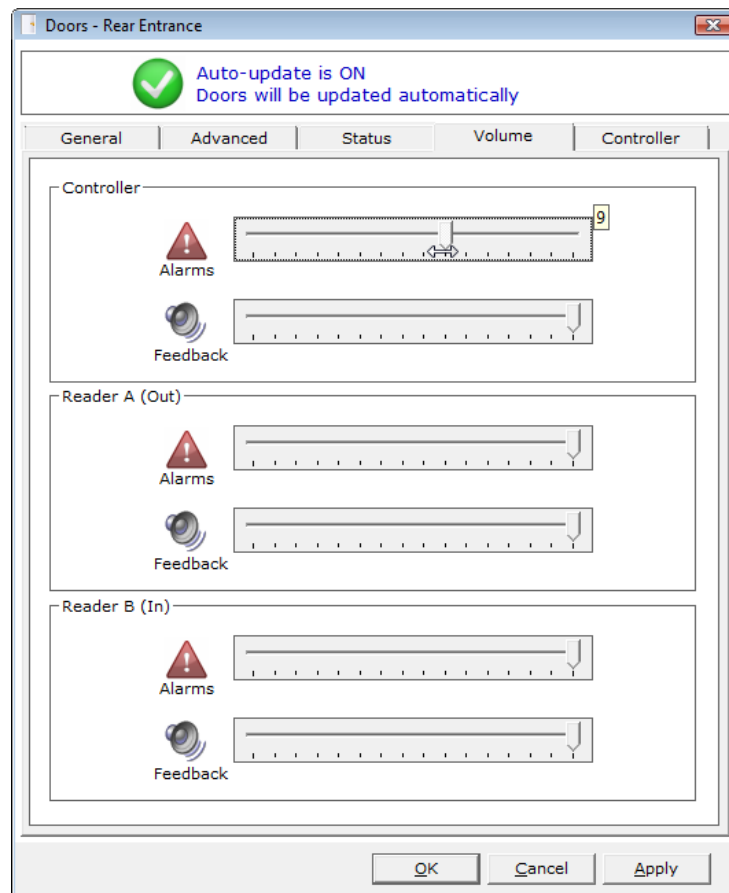 Doors - Rear Entrance
Auto-update is ON
Doors will be updated automatically
General Advanced Status Volume Controller
Controller
9
Alarms
Feedback
Reader A (Out)
Alarms
Feedback
Reader B (In)
Alarms
Feedback
OK Cancel Apply